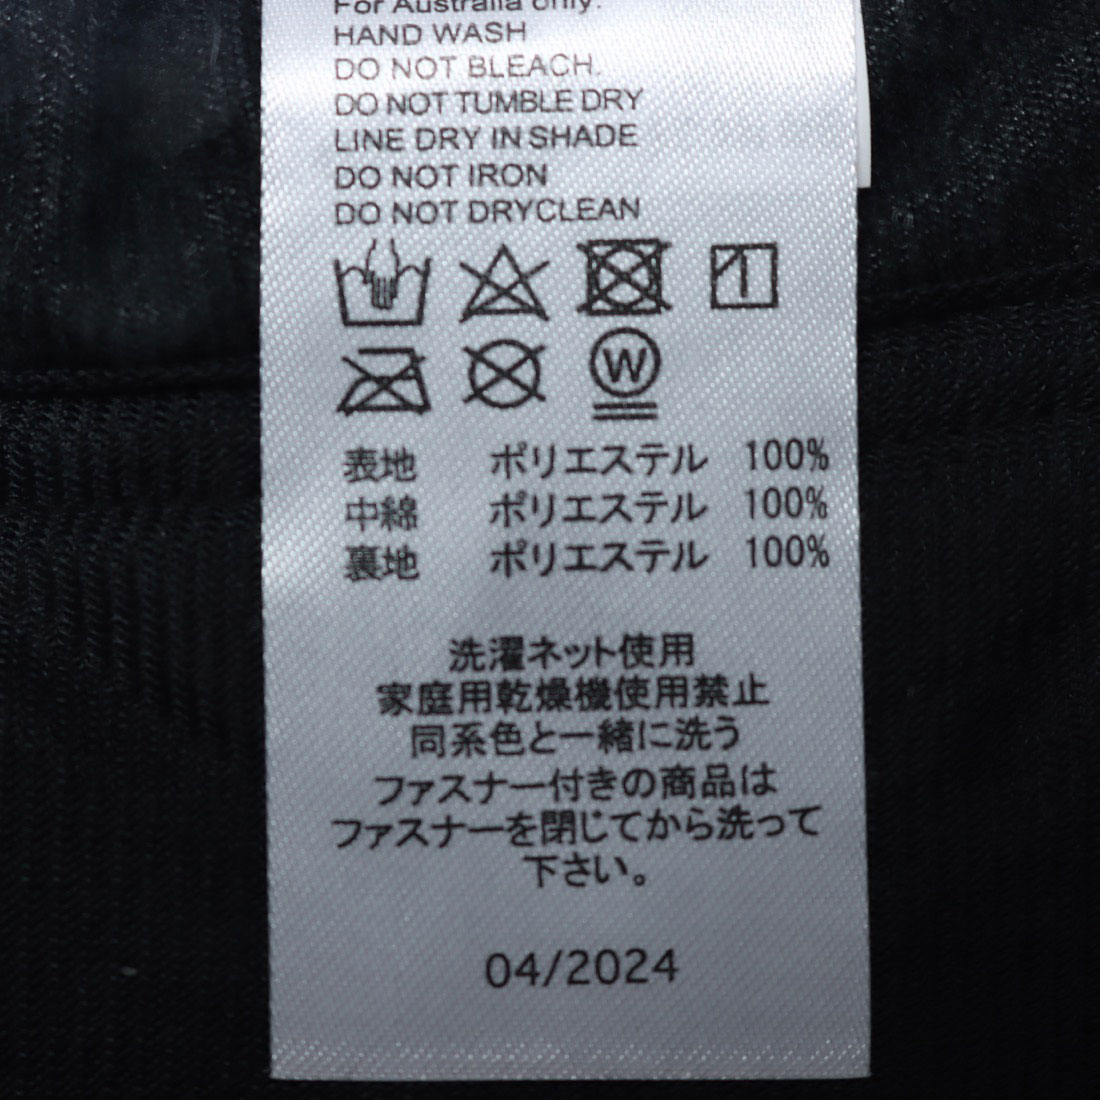 For Australia only:
HAND WASH
DO NOT BLEACH.
DO NOT TUMBLE DRY
LINE DRY IN SHADE
DO NOT IRON
DO NOT DRYCLEAN
W
表地 ポリエステル 100%
中綿 ポリエステル 100%
裏地 ポリエステル 100%
洗濯ネット使用
家庭用乾燥機使用禁止
同系色と一緒に洗う
ファスナー付きの商品は
ファスナーを閉じてから洗って
下さい。
04/2024